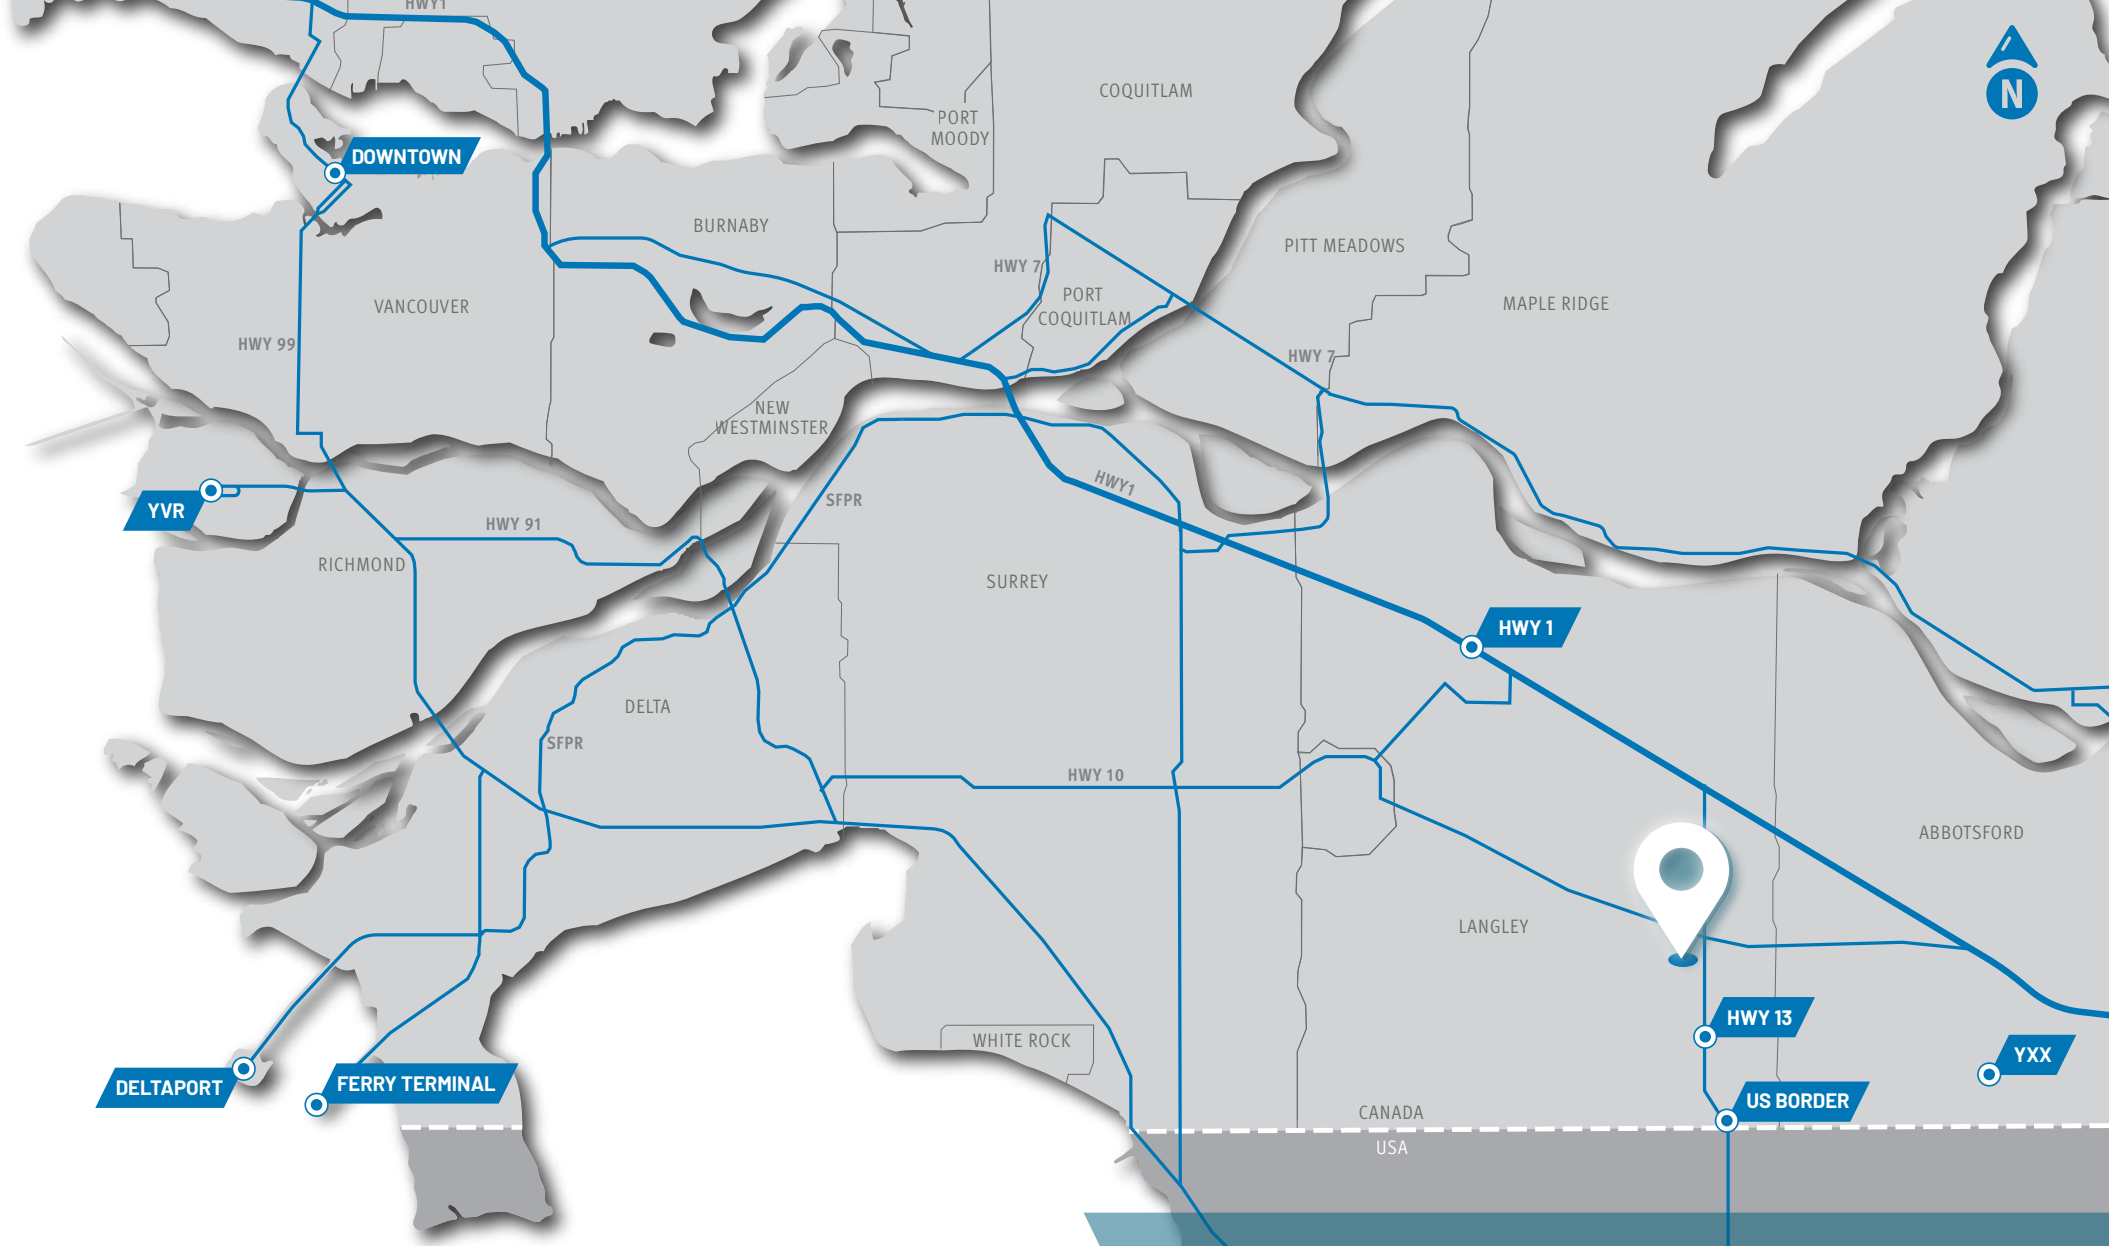 HWY1
N
COQUITLAM
PORT
MOODY
DOWNTOWN
BURNABY
PITT MEADOWS
HWY 7
PORT
COQUITLAM
VANCOUVER
MAPLE RIDGE
HWY 99
HWY 7
NEW
WESTMINSTER
HWY1
SFPR
YVR
HWY 91
RICHMOND
SURREY
HWY 1
DELTA
SFPR
HWY 10
ABBOTSFORD
LANGLEY
HWY 13
WHITE ROCK
YXX
DELTAPORT
FERRY TERMINAL
US BORDER
CANADA
USA